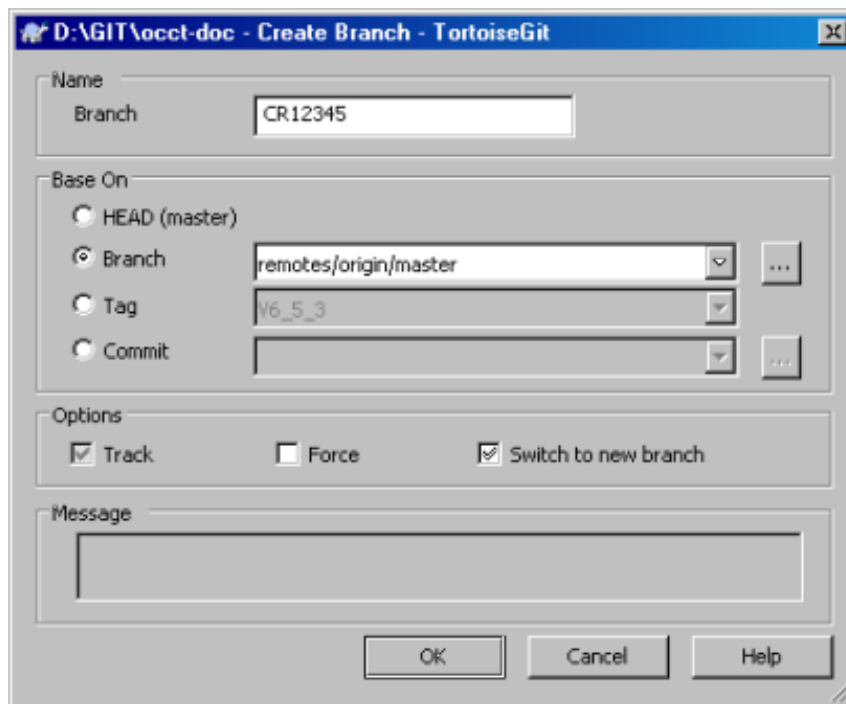 D:\GIT\occt-doc - Create Branch - TortoiseGit
Name
Branch CR12345
Base On
HEAD (master)
Branch remotes/origin/master ...
Tag V6_5_3
Commit ...
Options
Track Force Switch to new branch
Message
OK Cancel Help